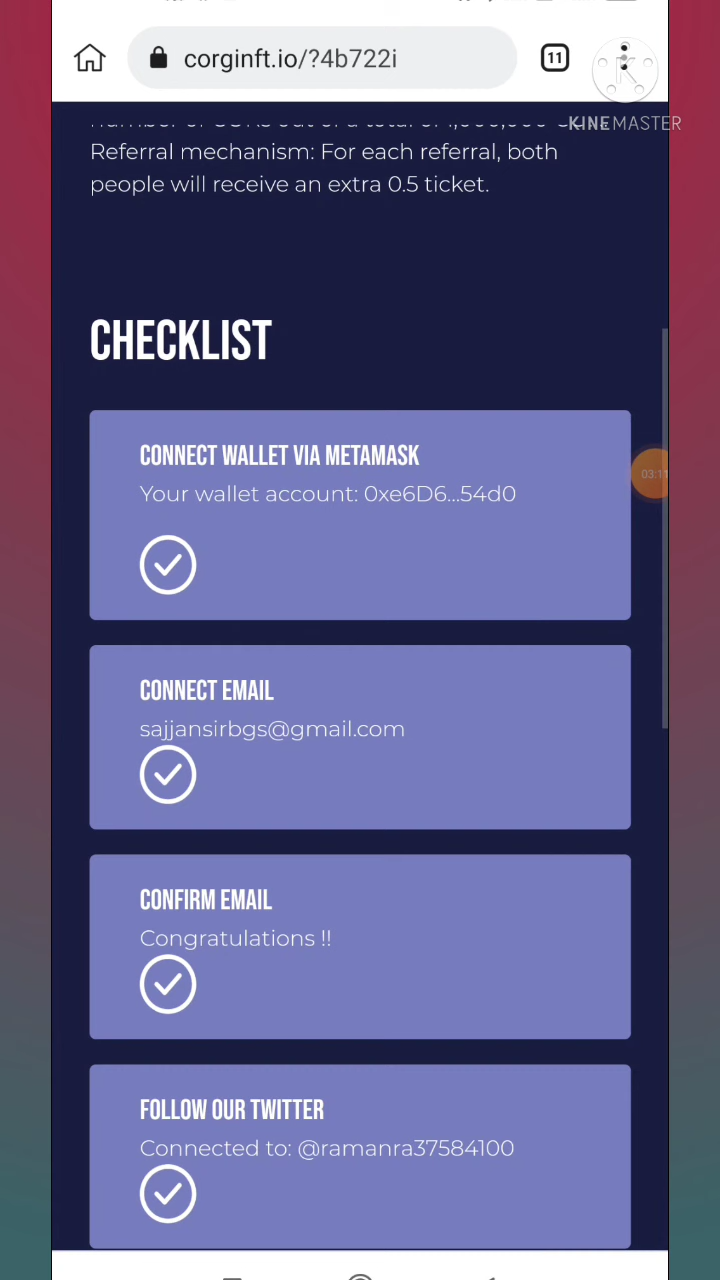 corginft.io/?4b722i
11
K
KINEMASTER
Referral mechanism: For each referral, both
people will receive an extra 0.5 ticket.
CHECKLIST
CONNECT WALLET VIA METAMASK
Your wallet account: 0xe6D6...54d0
03:11
CONNECT EMAIL
sajjansirbgs@gmail.com
CONFIRM EMAIL
Congratulations !!
FOLLOW OUR TWITTER
Connected to: @ramanra37584100